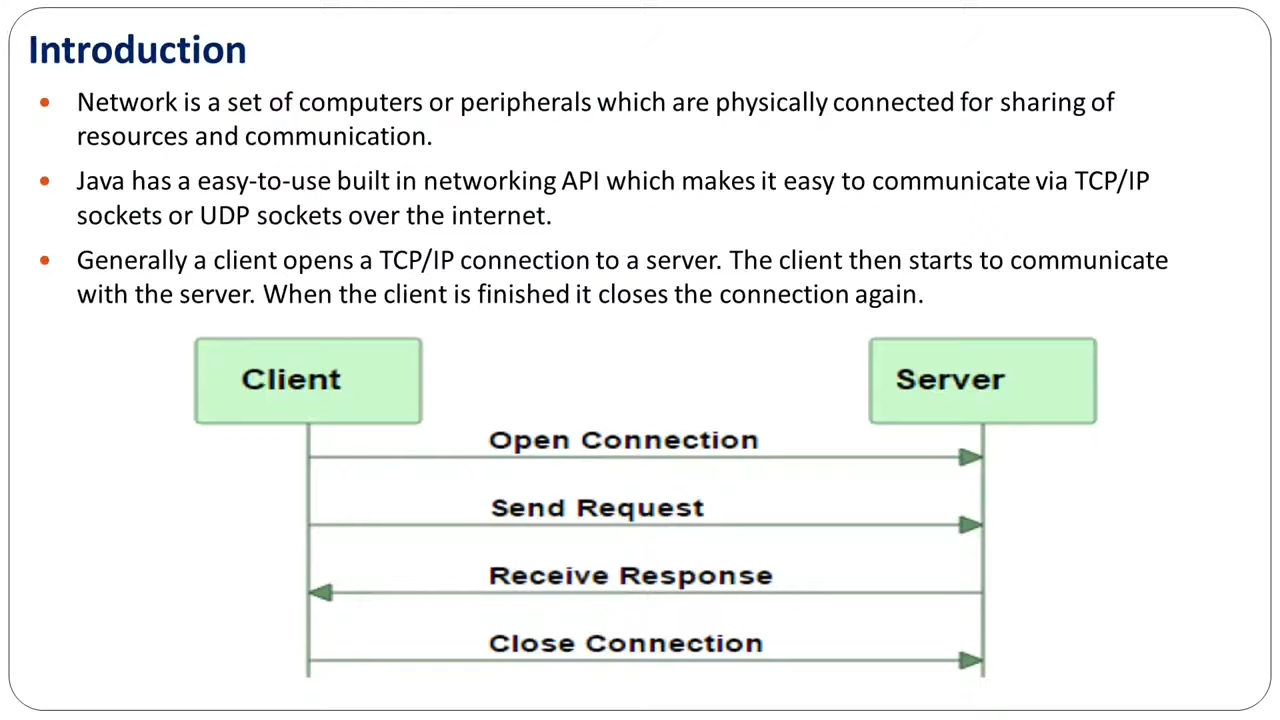 Introduction
• Network is a set of computers or peripherals which are physically connected for sharing of
resources and communication.
• Java has a easy-to-use built in networking API which makes it easy to communicate via TCP/IP
sockets or UDP sockets over the internet.
• Generally a client opens a TCP/IP connection to a server. The client then starts to communicate
with the server. When the client is finished it closes the connection again.
Client
Server
Open Connection
Send Request
Receive Response
Close Connection